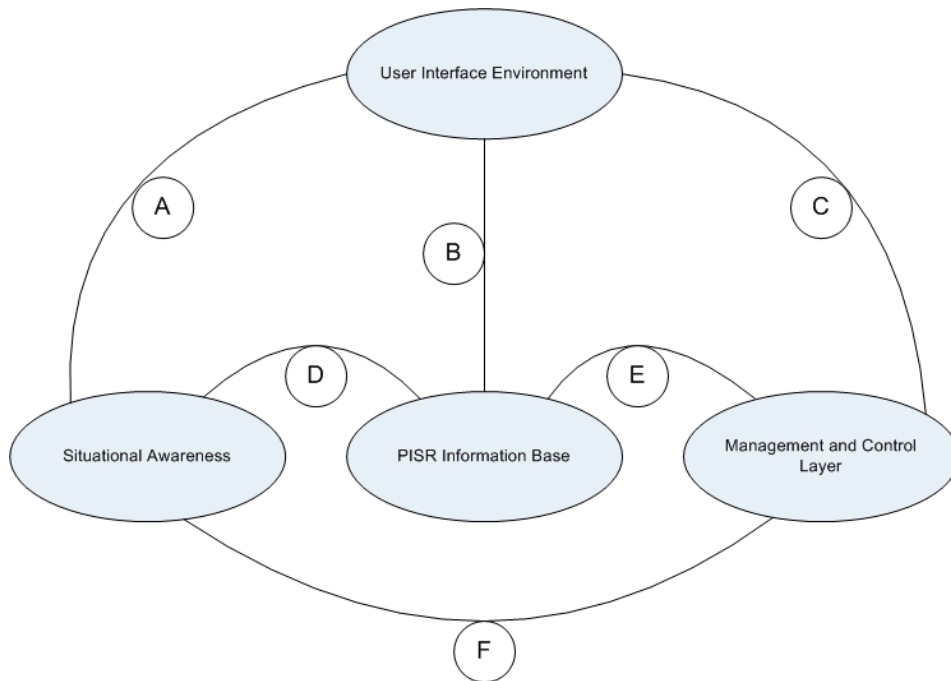 User Interface Environment
A
C
B
D
E
Situational Awareness
PISR Information Base
Management and Control
Layer
F